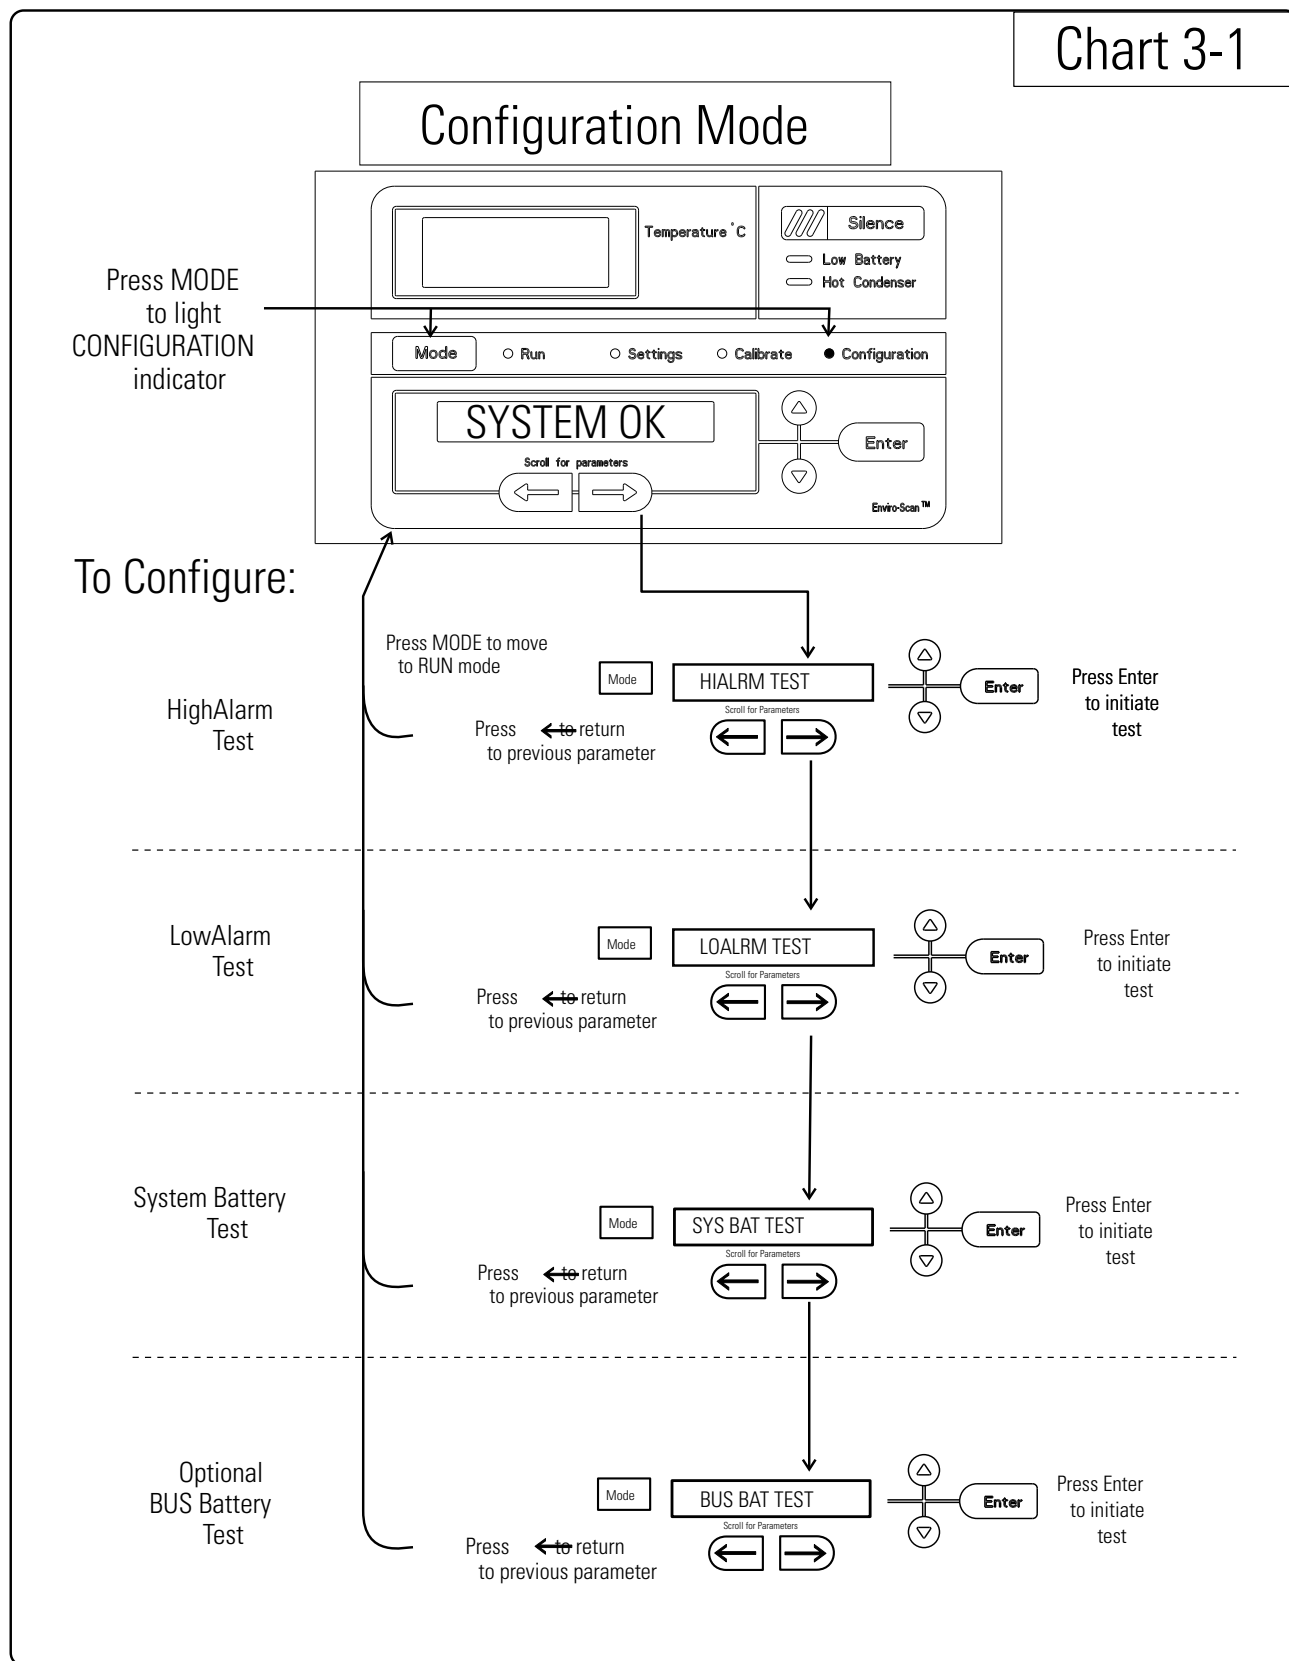 Chart 3-1
Configuration Mode
Temperature °C
Silence
Low Battery
Hot Condenser
Press MODE
to light
CONFIGURATION
indicator
Mode
Run
Settings
Calibrate
Configuration
SYSTEM OK
Scroll for parameters
Enter
Enviro-Scan™
To Configure:
Press MODE to move
to RUN mode
HighAlarm
Test
Mode
HIALRM TEST
Scroll for Parameters
Enter
Press Enter
to initiate
test
Press ← to return
to previous parameter
LowAlarm
Test
Mode
LOALRM TEST
Scroll for Parameters
Enter
Press Enter
to initiate
test
Press ← to return
to previous parameter
System Battery
Test
Mode
SYS BAT TEST
Scroll for Parameters
Enter
Press Enter
to initiate
test
Press ← to return
to previous parameter
Optional
BUS Battery
Test
Mode
BUS BAT TEST
Scroll for Parameters
Enter
Press Enter
to initiate
test
Press ← to return
to previous parameter